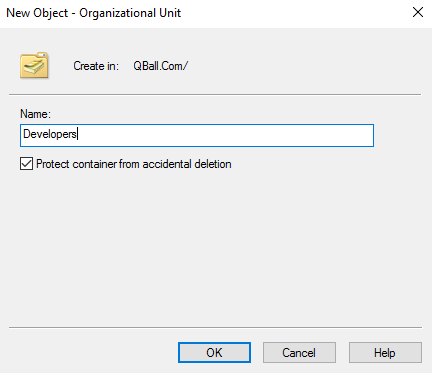 New Object - Organizational Unit
Create in: QBall.Com/
Name:
Developers
Protect container from accidental deletion
OK Cancel Help